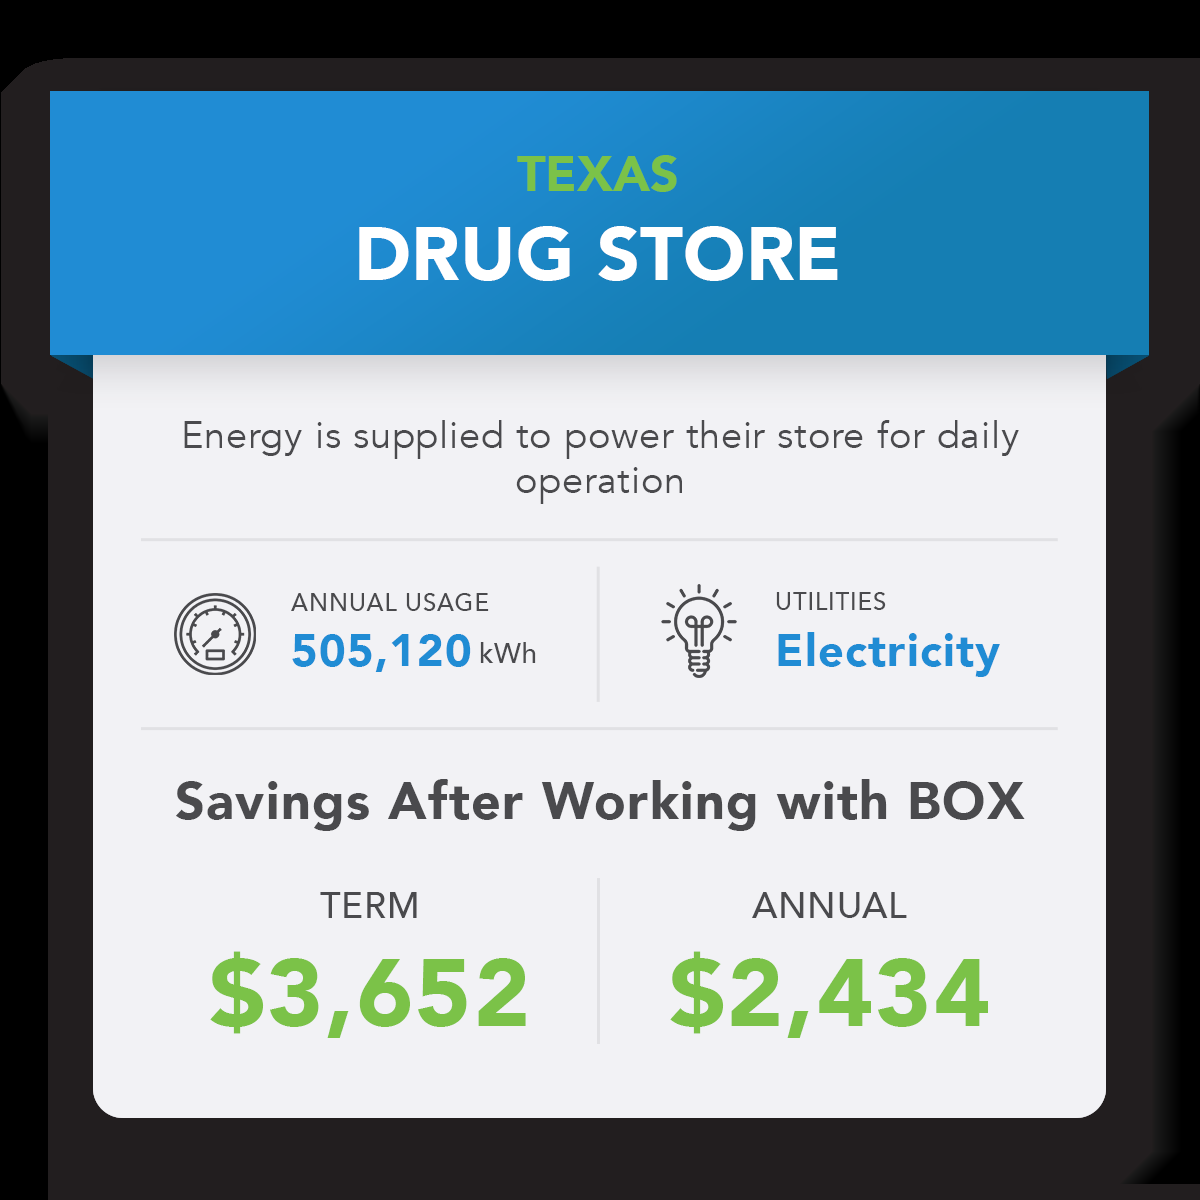 TEXAS
DRUG STORE
Energy is supplied to power their store for daily
operation
ANNUAL USAGE
505,120 kWh
UTILITIES
Electricity
Savings After Working with BOX
TERM
$3,652
ANNUAL
$2,434